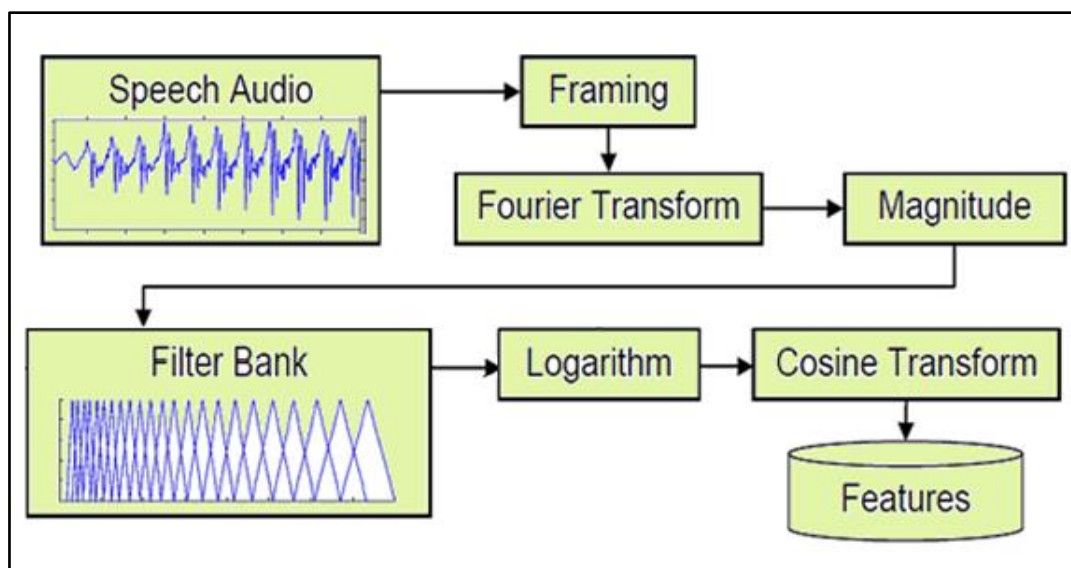 Speech Audio
Framing
Fourier Transform
Magnitude
Filter Bank
Logarithm
Cosine Transform
Features